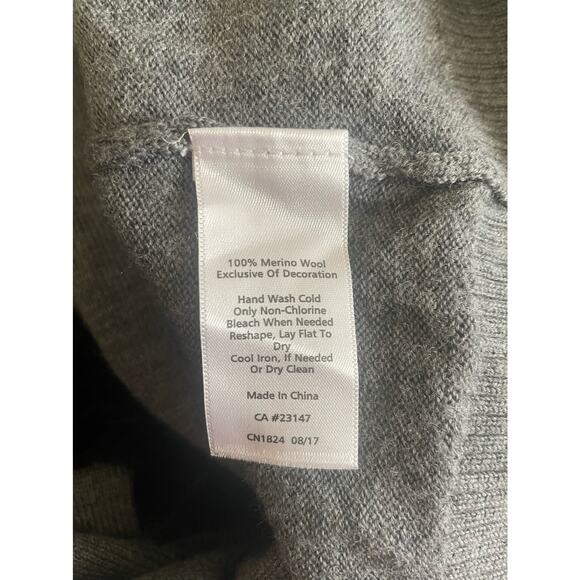 100% Merino Wool
Exclusive Of Decoration
Hand Wash Cold
Only Non-Chlorine
Bleach When Needed
Reshape, Lay Flat To
Dry
Cool Iron, If Needed
Or Dry Clean
Made In China
CA #23147
CN1824 08/17